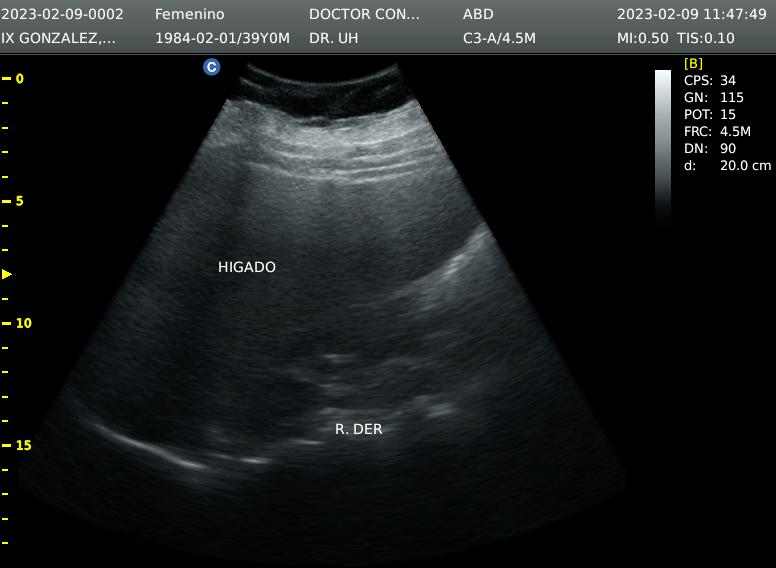 2023-02-09-0002 Femenino DOCTOR CON... ABD 2023-02-09 11:47:49
IX GONZALEZ,... 1984-02-01/39Y0M DR. UH C3-A/4.5M MI:0.50 TIS:0.10
C
[B]
CPS: 34
GN: 115
POT: 15
FRC: 4.5M
DN: 90
d: 20.0 cm
0
5
HIGADO
10
R. DER
15